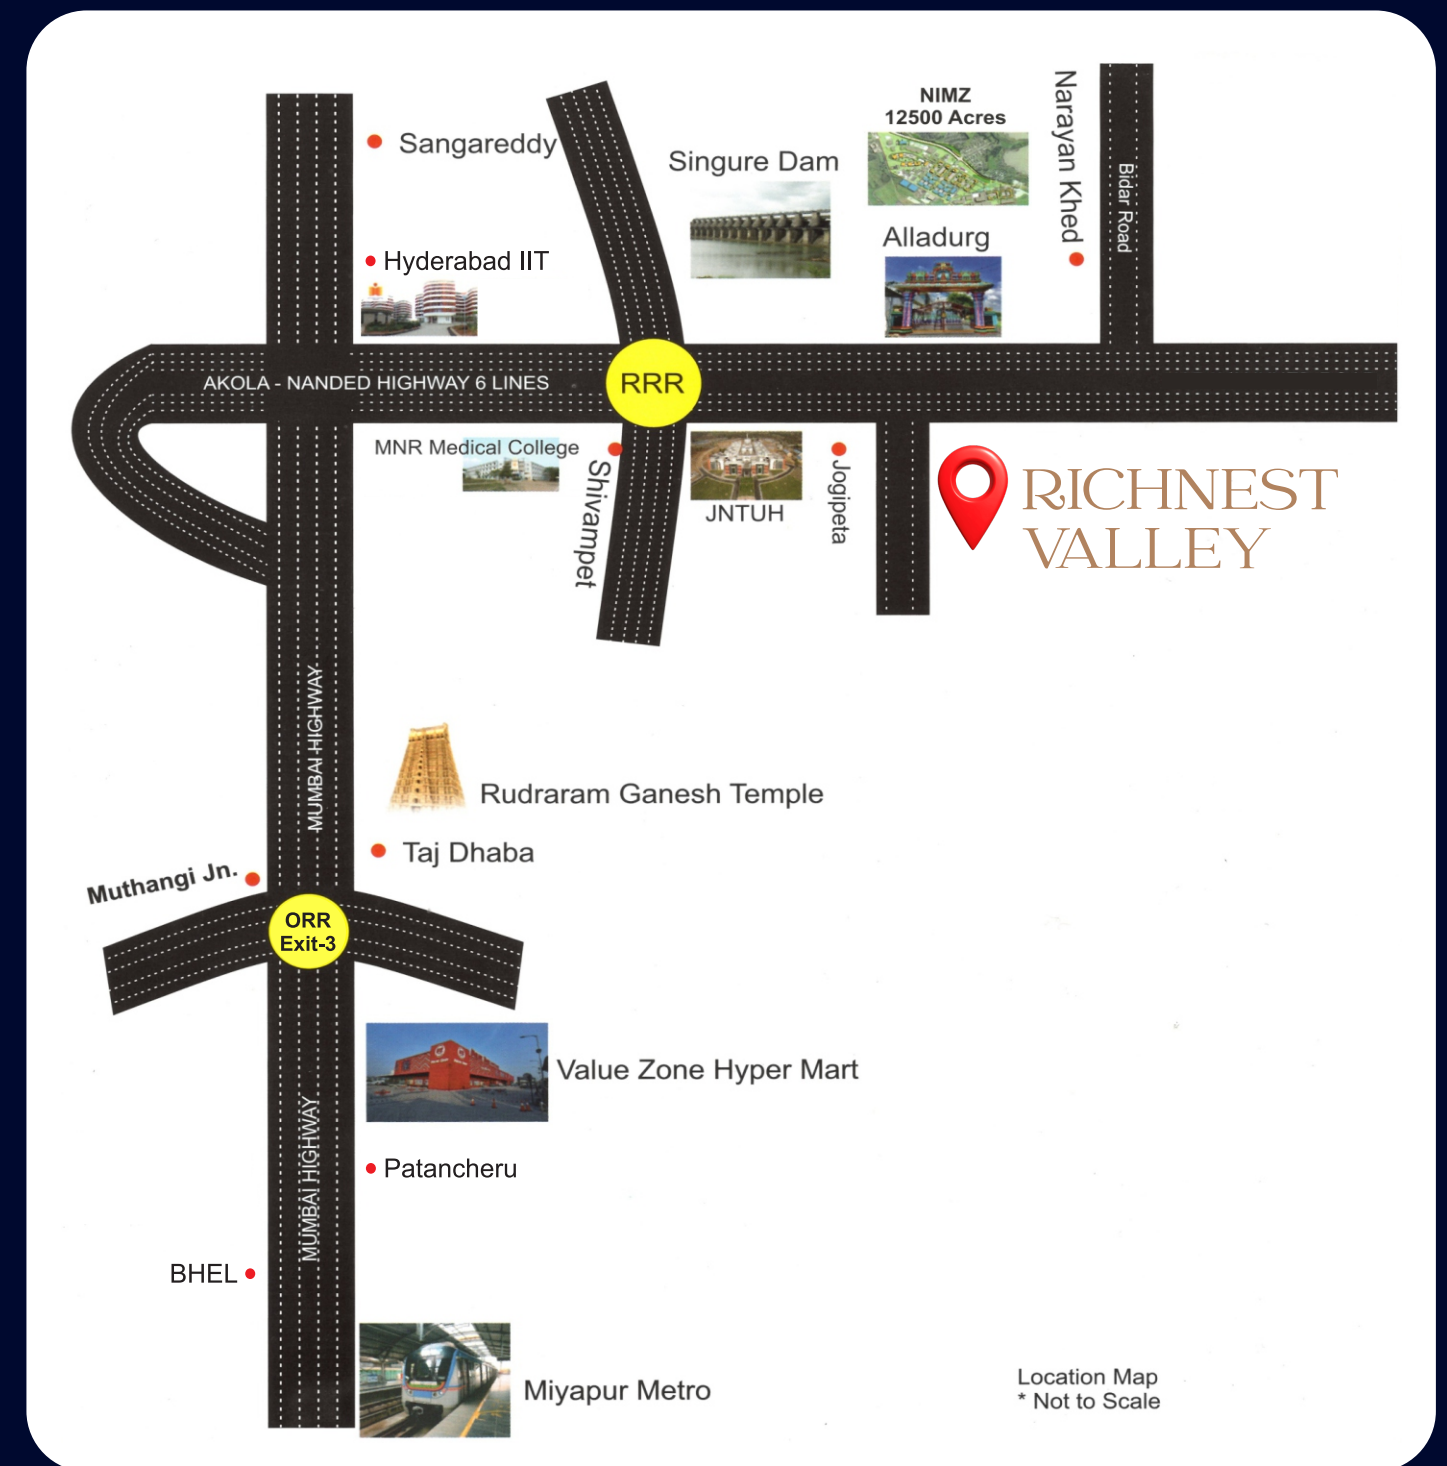 NIMZ
12500 Acres
Narayan Khed
Bidar Road
Sangareddy
Singure Dam
Alladurg
Hyderabad IIT
AKOLA - NANDED HIGHWAY 6 LINES
RRR
MNR Medical College
Shivampet
JNTUH
Jogipeta
RICHNEST
VALLEY
MUMBAI HIGHWAY
Rudraram Ganesh Temple
Taj Dhaba
Muthangi Jn.
ORR
Exit-3
Value Zone Hyper Mart
MUMBAI HIGHWAY
Patancheru
BHEL
Miyapur Metro
Location Map
* Not to Scale